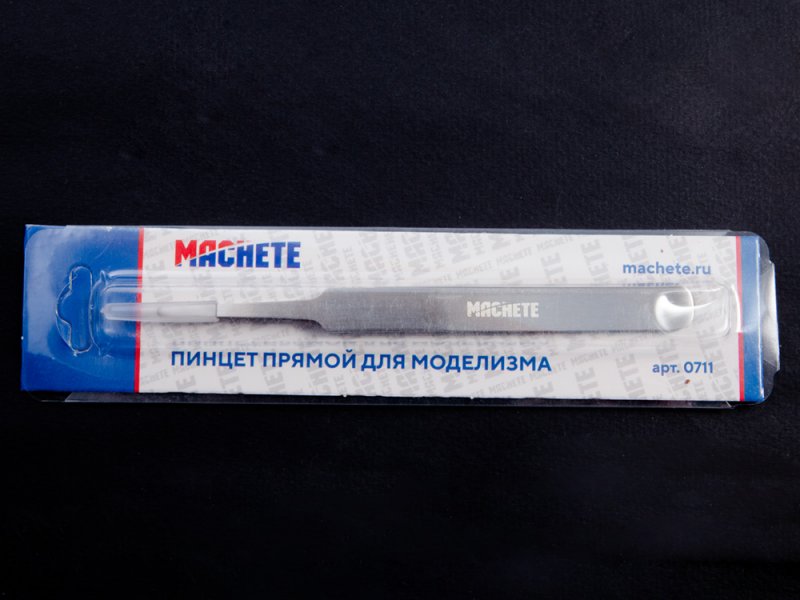 MACHETE
machete.ru
MACHETE
ПИНЦЕТ ПРЯМОЙ ДЛЯ МОДЕЛИЗМА
арт. 0711